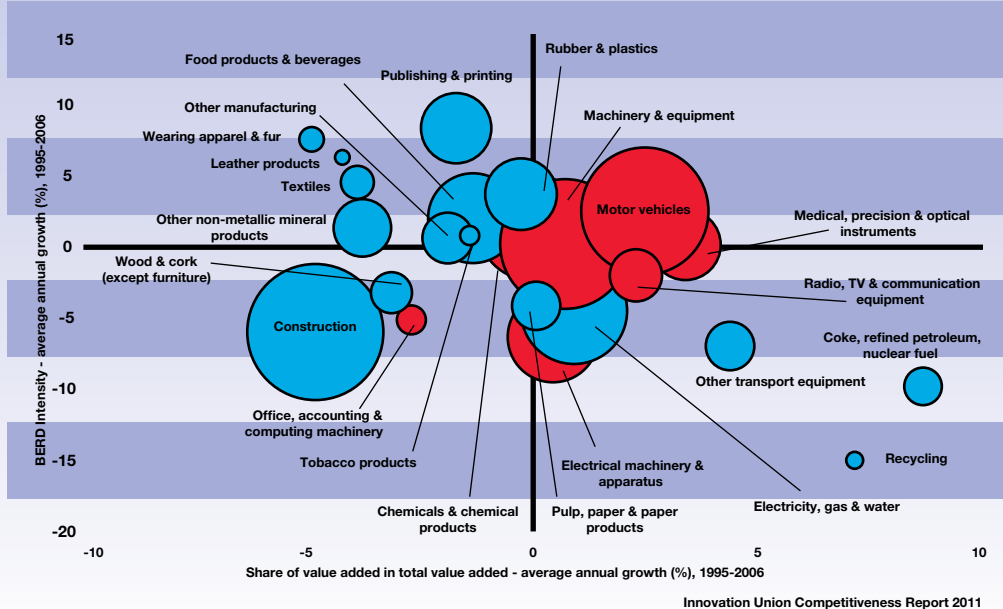 15
Rubber & plastics
Food products & beverages
Publishing & printing
10
Other manufacturing
Machinery & equipment
Wearing apparel & fur
Leather products
5
Textiles
Motor vehicles
Other non-metallic mineral
products
Medical, precision & optical
instruments
0
Wood & cork
(except furniture)
Radio, TV & communication
equipment
-5
Construction
Coke, refined petroleum,
nuclear fuel
Other transport equipment
-10
Office, accounting &
computing machinery
Tobacco products
-15
Electrical machinery &
apparatus
Recycling
Chemicals & chemical
products
Pulp, paper & paper
products
Electricity, gas & water
-20
BERD Intensity - average annual growth (%), 1995-2006
-10
-5
0
5
10
Share of value added in total value added - average annual growth (%), 1995-2006
Innovation Union Competitiveness Report 2011